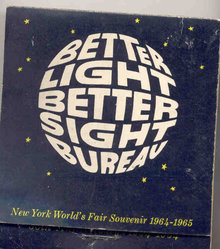 BETTER
LIGHT
BETTER
SIGHT
BUREAU
New York World's Fair Souvenir 1964-1965